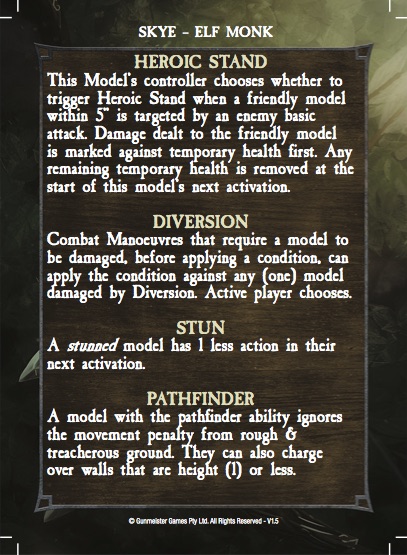 SKYE - ELF MONK
HEROIC STAND
This Model's controller chooses whether to
trigger Heroic Stand when a friendly model
within 5" is targeted by an enemy basic
attack. Damage dealt to the friendly model
is marked against temporary health first. Any
remaining temporary health is removed at the
start of this model's next activation.
DIVERSION
Combat Manoeuvres that require a model to
be damaged, before applying a condition, can
apply the condition against any (one) model
damaged by Diversion. Active player chooses.
STUN
A stunned model has 1 less action in their
next activation.
PATHFINDER
A model with the pathfinder ability ignores
the movement penalty from rough &
treacherous ground. They can also charge
over walls that are height (1) or less.
© Gunmeister Games Pty Ltd. All Rights Reserved - V1.5